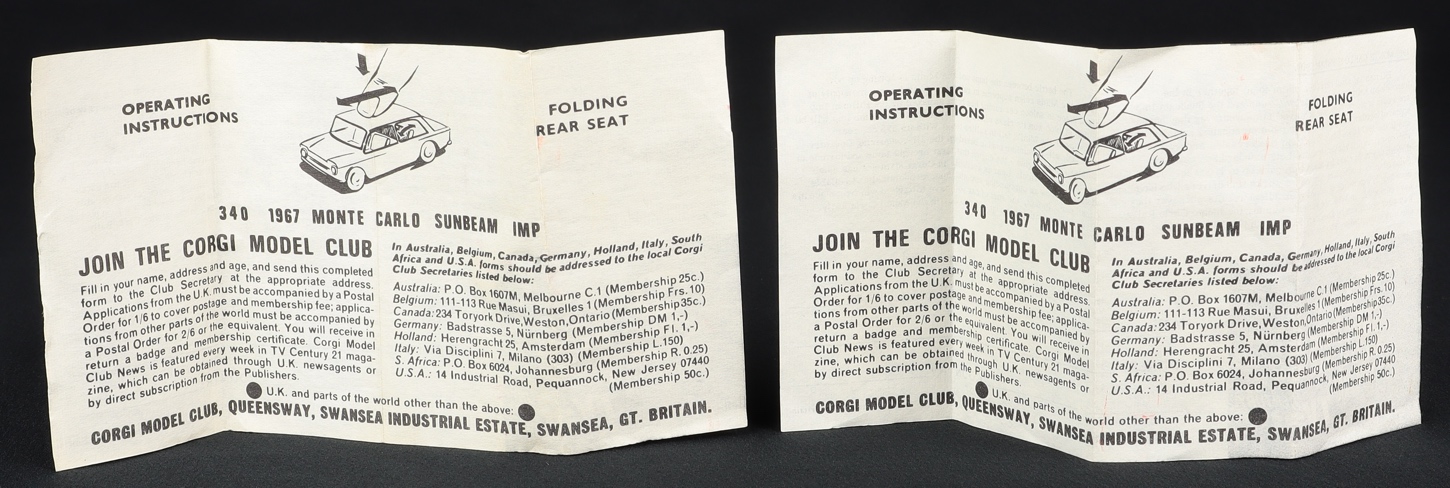 OPERATING
INSTRUCTIONS
FOLDING
REAR SEAT
340 1967 MONTE CARLO SUNBEAM IMP
JOIN THE CORGI MODEL CLUB
Fill in your name, address and age, and send this completed
form to the Club Secretary at the appropriate address.
Applications from the U.K. must be accompanied by a Postal
Order for 1/6 to cover postage and membership fee; applica-
tions from other parts of the world must be accompanied by
a Postal Order for 2/6 or the equivalent. You will receive in
return a badge and membership certificate. Corgi Model
Club News is featured every week in TV Century 21 maga-
zine, which can be obtained through U.K. newsagents or
by direct subscription from the Publishers.
In Australia, Belgium, Canada, Germany, Holland, Italy, South
Africa and U.S.A. forms should be addressed to the local Corgi
Club Secretaries listed below:
Australia: P.O. Box 1607M, Melbourne C.1 (Membership 25c.)
Belgium: 111-113 Rue Masui, Bruxelles 1 (Membership Frs. 10)
Canada: 234 Toryork Drive, Weston, Ontario (Membership 35c.)
Germany: Badstrasse 5, Nürnberg (Membership DM 1,-)
Holland: Herengracht 25, Amsterdam (Membership Fl. 1,-)
Italy: Via Disciplini 7, Milano (303) (Membership L.150)
S. Africa: P.O. Box 6024, Johannesburg (Membership R. 0.25)
U.S.A.: 14 Industrial Road, Pequannock, New Jersey 07440
(Membership 50c.)
● U.K. and parts of the world other than the above: ●
CORGI MODEL CLUB, QUEENSWAY, SWANSEA INDUSTRIAL ESTATE, SWANSEA, GT. BRITAIN.
OPERATING
INSTRUCTIONS
FOLDING
REAR SEAT
340 1967 MONTE CARLO SUNBEAM IMP
JOIN THE CORGI MODEL CLUB
Fill in your name, address and age, and send this completed
form to the Club Secretary at the appropriate address.
Applications from the U.K. must be accompanied by a Postal
Order for 1/6 to cover postage and membership fee; applica-
tions from other parts of the world must be accompanied by
a Postal Order for 2/6 or the equivalent. You will receive in
return a badge and membership certificate. Corgi Model
Club News is featured every week in TV Century 21 maga-
zine, which can be obtained through U.K. newsagents or
by direct subscription from the Publishers.
In Australia, Belgium, Canada, Germany, Holland, Italy, South
Africa and U.S.A. forms should be addressed to the local Corgi
Club Secretaries listed below:
Australia: P.O. Box 1607M, Melbourne C.1 (Membership 25c.)
Belgium: 111-113 Rue Masui, Bruxelles 1 (Membership Frs. 10)
Canada: 234 Toryork Drive, Weston, Ontario (Membership 35c.)
Germany: Badstrasse 5, Nürnberg (Membership DM 1,-)
Holland: Herengracht 25, Amsterdam (Membership Fl. 1,-)
Italy: Via Disciplini 7, Milano (303) (Membership L.150)
S. Africa: P.O. Box 6024, Johannesburg (Membership R. 0.25)
U.S.A.: 14 Industrial Road, Pequannock, New Jersey 07440
(Membership 50c.)
● U.K. and parts of the world other than the above: ●
CORGI MODEL CLUB, QUEENSWAY, SWANSEA INDUSTRIAL ESTATE, SWANSEA, GT. BRITAIN.